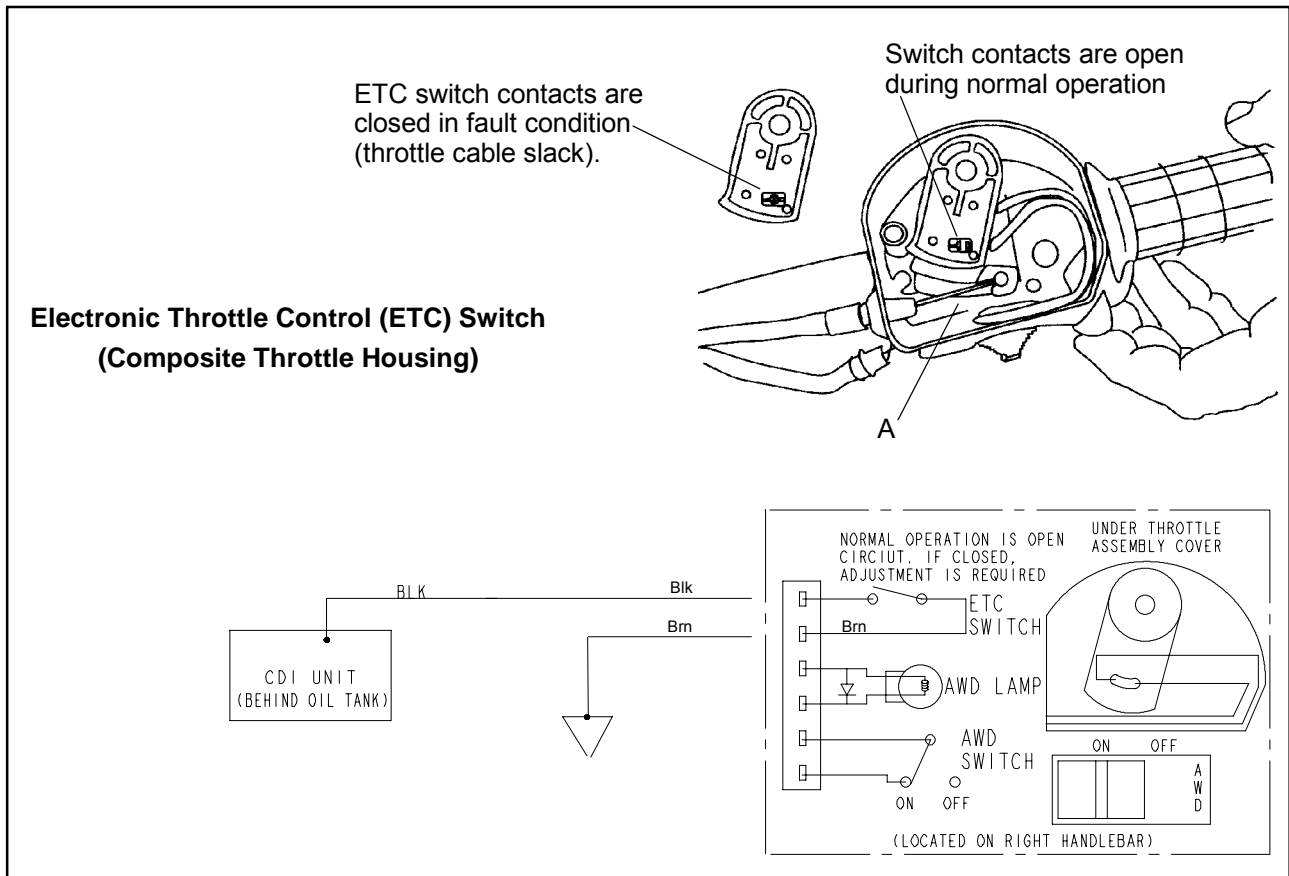 ETC switch contacts are
closed in fault condition
(throttle cable slack).
Switch contacts are open
during normal operation
Electronic Throttle Control (ETC) Switch
(Composite Throttle Housing)
A
BLK
Blk
Brn
CDI UNIT
(BEHIND OIL TANK)
NORMAL OPERATION IS OPEN
CIRCIUT, IF CLOSED,
ADJUSTMENT IS REQUIRED
UNDER THROTTLE
ASSEMBLY COVER
ETC
SWITCH
Brn
AWD LAMP
AWD
SWITCH
ON OFF
ON OFF
A
W
D
(LOCATED ON RIGHT HANDLEBAR)